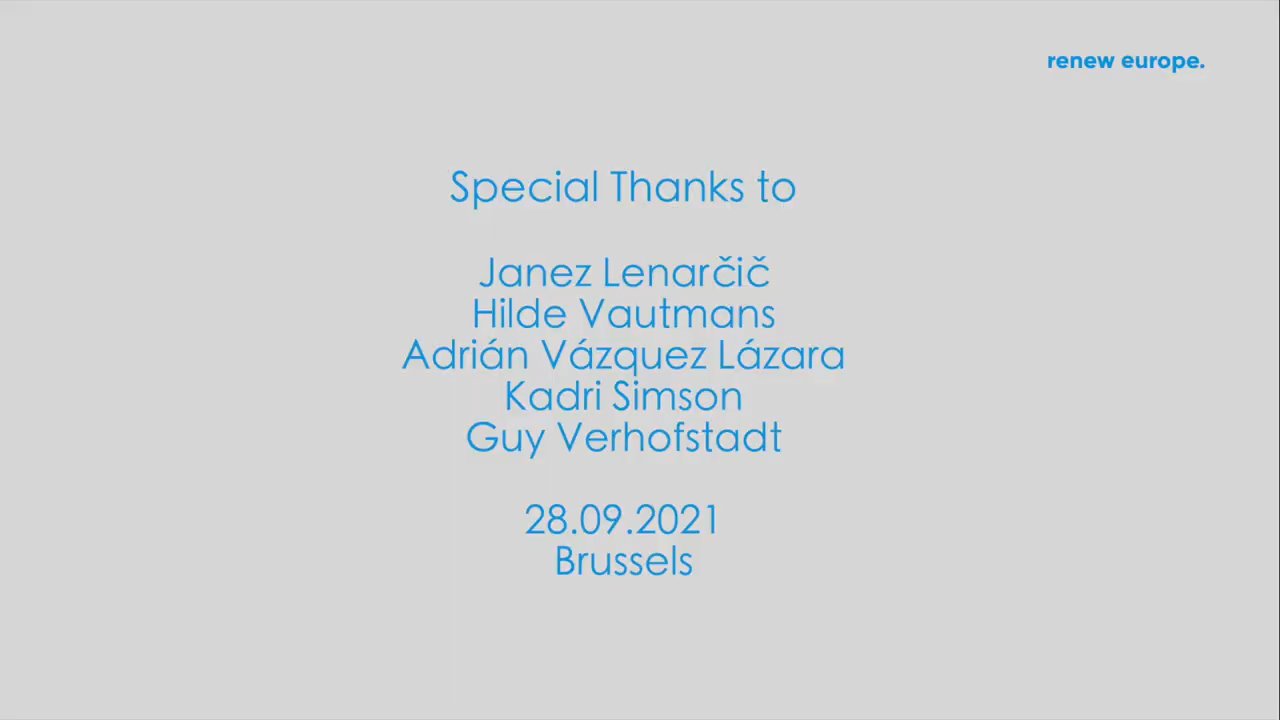 renew europe.
Special Thanks to
Janez Lenarčič
Hilde Vautmans
Adrián Vázquez Lázara
Kadri Simson
Guy Verhofstadt
28.09.2021
Brussels